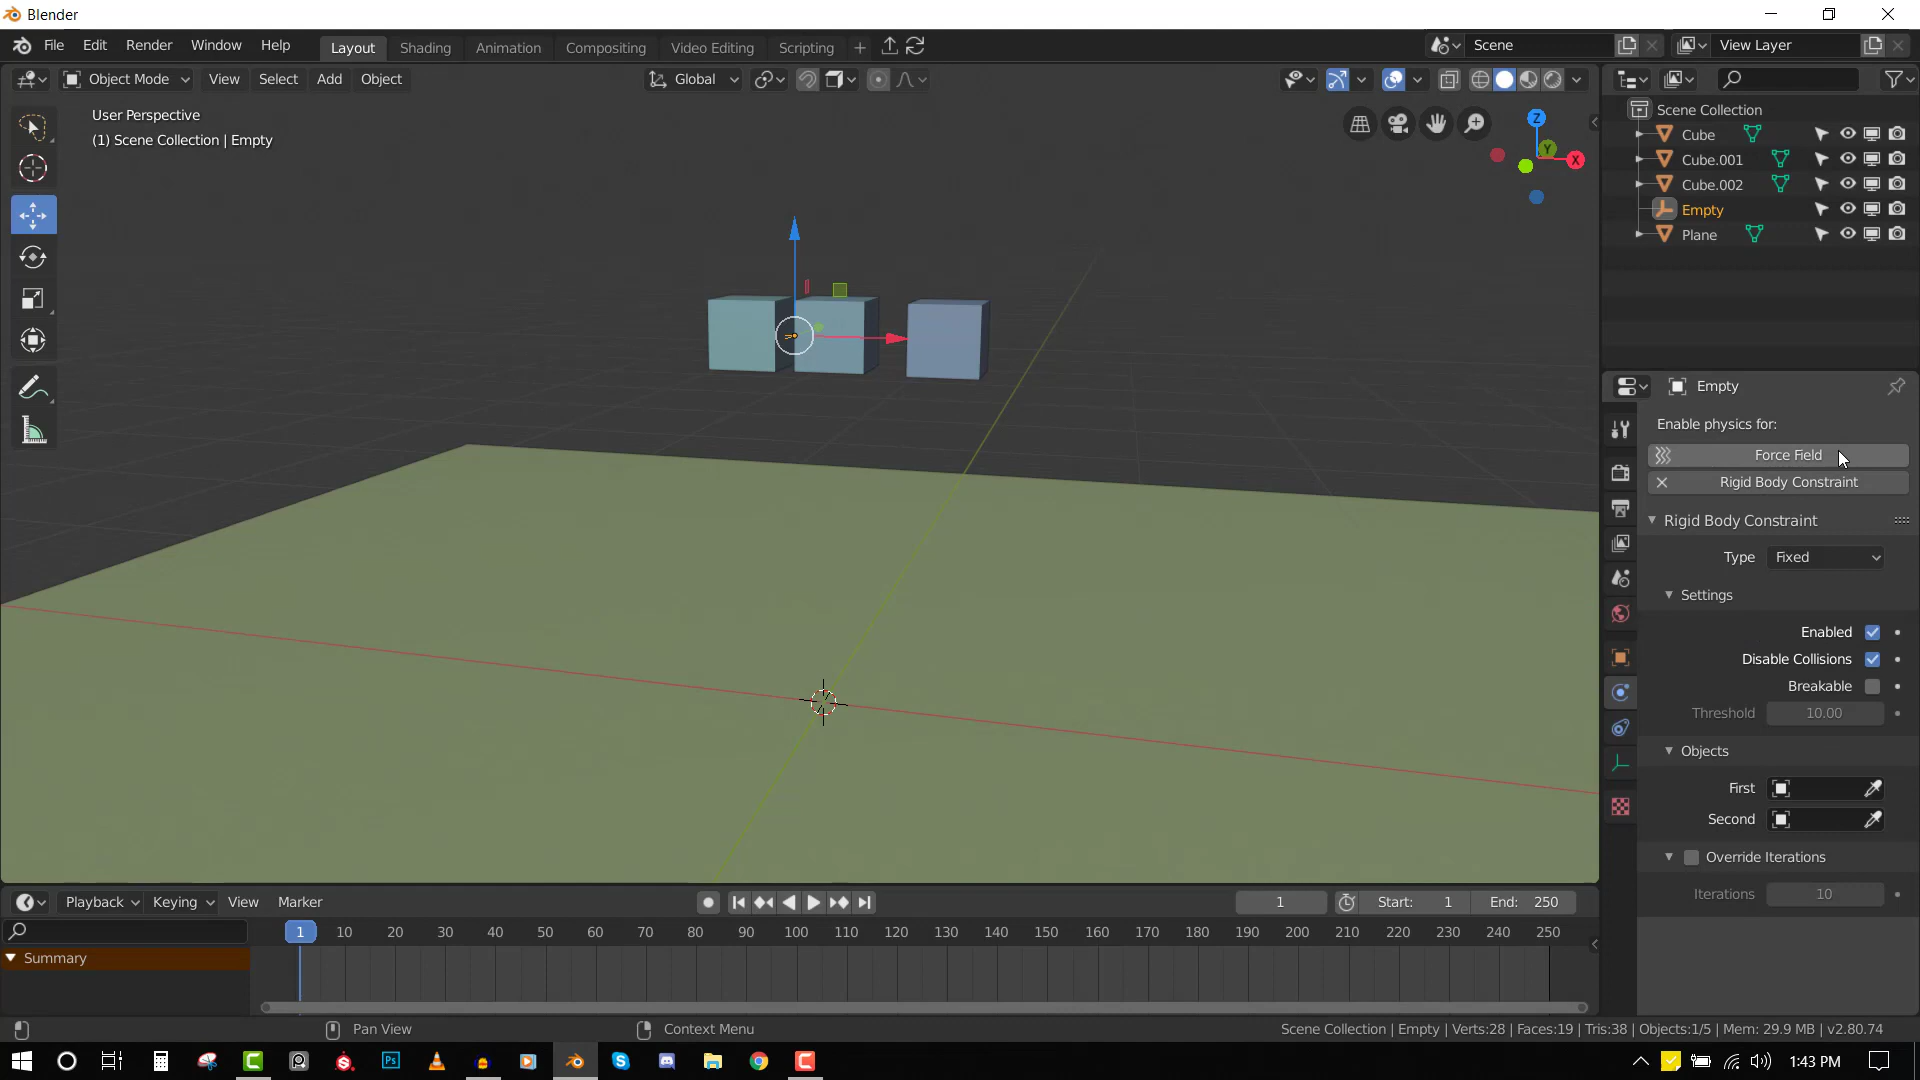 Blender
File Edit Render Window Help Layout Shading Animation Compositing Video Editing Scripting Scene View Layer
Object Mode View Select Add Object Global
User Perspective
(1) Scene Collection | Empty
Z
Y
X
Scene Collection
Cube
Cube.001
Cube.002
Empty
Plane
Empty
Enable physics for:
Force Field
Rigid Body Constraint
Rigid Body Constraint
Type Fixed
Settings
Enabled
Disable Collisions
Breakable
Threshold 10.00
Objects
First
Second
Override Iterations
Iterations 10
Playback Keying View Marker 1 Start: 1 End: 250
1 10 20 30 40 50 60 70 80 90 100 110 120 130 140 150 160 170 180 190 200 210 220 230 240 250
Summary
Pan View Context Menu Scene Collection | Empty | Verts:28 | Faces:19 | Tris:38 | Objects:1/5 | Mem: 29.9 MB | v2.80.74
Ps
1:43 PM